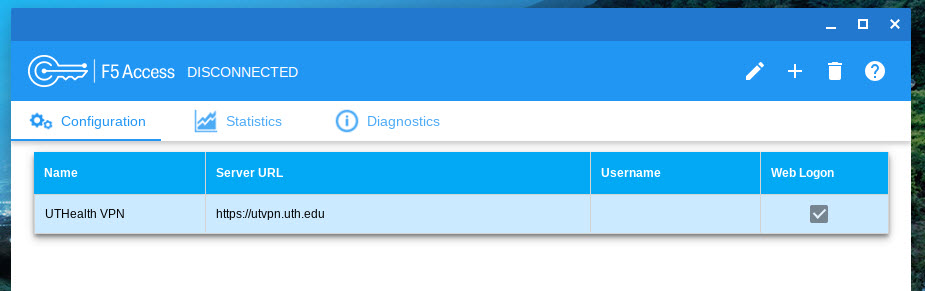 F5 Access DISCONNECTED
Configuration Statistics Diagnostics
Name Server URL Username Web Logon
UTHealth VPN https://utvpn.uth.edu